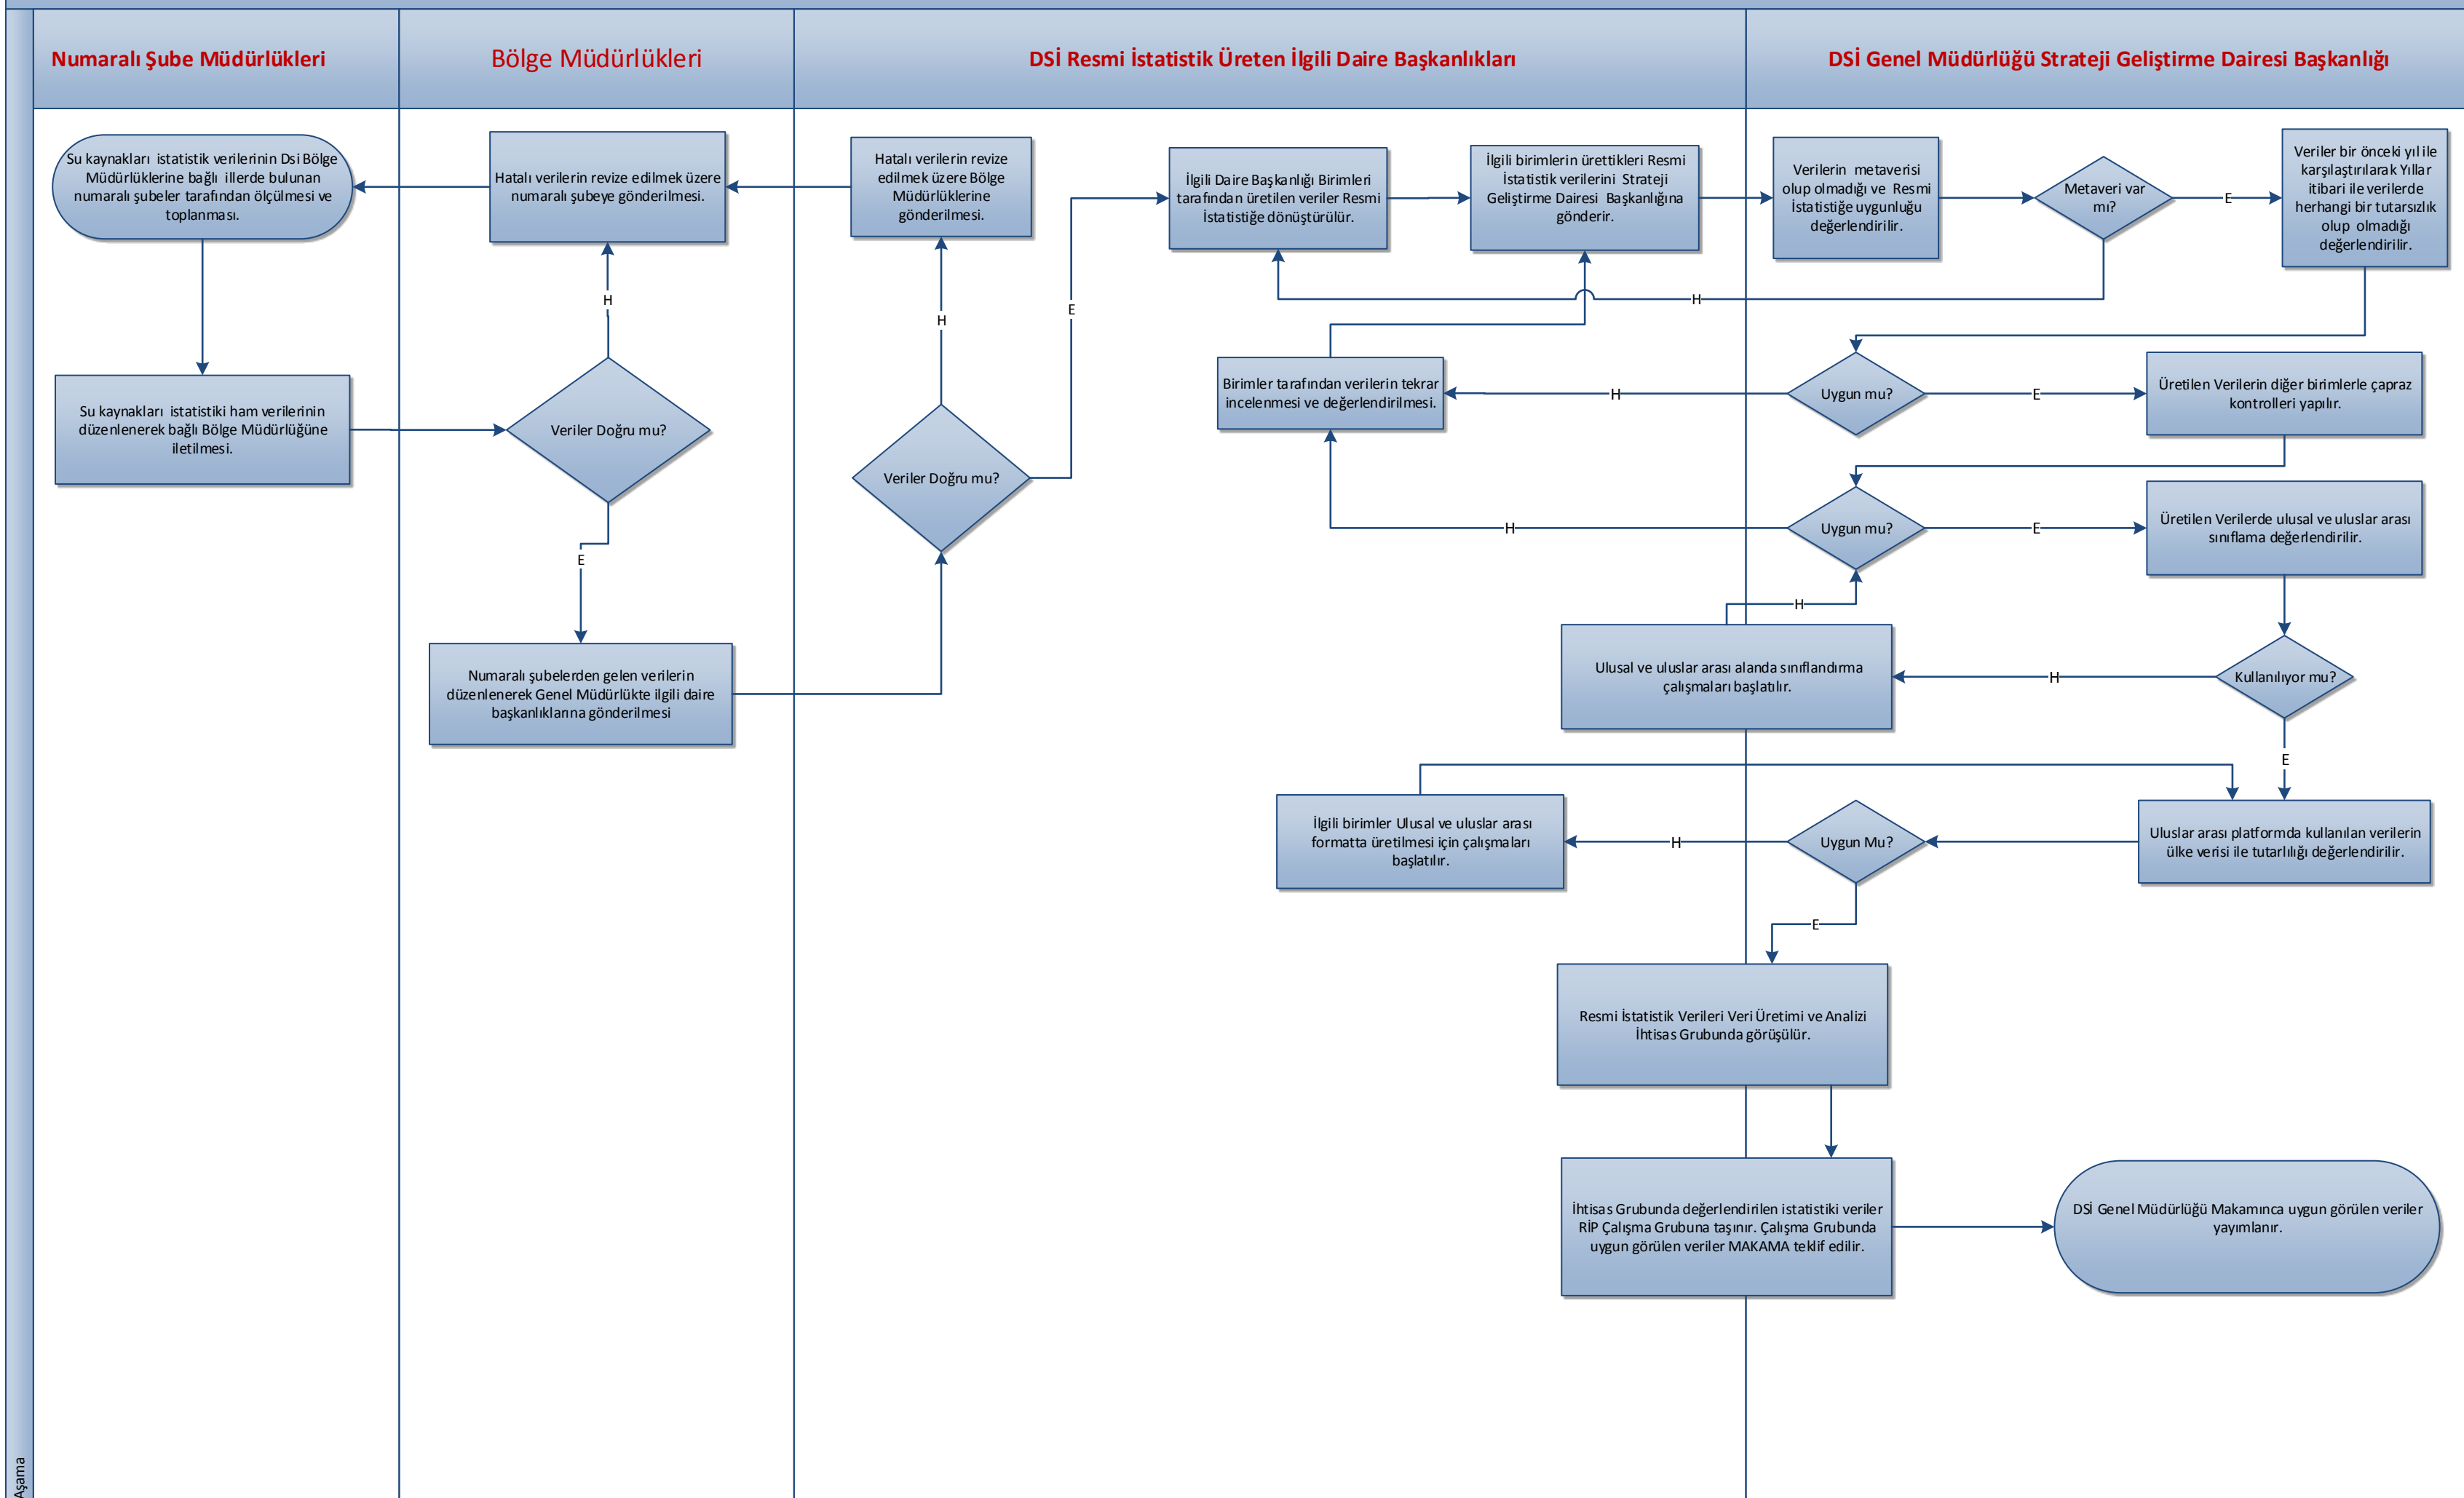 Numaralı Şube Müdürlükleri
Bölge Müdürlükleri
DSİ Resmi İstatistik Üreten İlgili Daire Başkanlıkları
DSİ Genel Müdürlüğü Strateji Geliştirme Dairesi Başkanlığı
Su kaynakları istatistik verilerinin Dsi Bölge
Müdürlüklerine bağlı illerde bulunan
numaralı şubeler tarafından ölçülmesi ve
toplanması.
Hatalı verilerin revize edilmek üzere
numaralı şubeye gönderilmesi.
Hatalı verilerin revize
edilmek üzere Bölge
Müdürlüklerine
gönderilmesi.
İlgili Daire Başkanlığı Birimleri
tarafından üretilen veriler Resmi
İstatistiğe dönüştürülür.
İlgili birimlerin ürettikleri Resmi
İstatistik verilerini Strateji
Geliştirme Dairesi Başkanlığına
gönderir.
Verilerin metaverisi
olup olmadığı ve Resmi
İstatistiğe uygunluğu
değerlendirilir.
Metaveri var
mı?
E
Veriler bir önceki yıl ile
karşılaştırılarak Yıllar
itibari ile verilerde
herhangi bir tutarsızlık
olup olmadığı
değerlendirilir.
H
H
E
H
Su kaynakları istatistiki ham verilerinin
düzenlenerek bağlı Bölge Müdürlüğüne
iletilmesi.
Veriler Doğru mu?
E
Veriler Doğru mu?
Birimler tarafından verilerin tekrar
incelenmesi ve değerlendirilmesi.
H
Uygun mu?
E
Üretilen Verilerin diğer birimlerle çapraz
kontrolleri yapılır.
H
Uygun mu?
E
Üretilen Verilerde ulusal ve uluslar arası
sınıflama değerlendirilir.
H
Numaralı şubelerden gelen verilerin
düzenlenerek Genel Müdürlükte ilgili daire
başkanlıklarına gönderilmesi
Ulusal ve uluslar arası alanda sınıflandırma
çalışmaları başlatılır.
H
Kullanılıyor mu?
E
İlgili birimler Ulusal ve uluslar arası
formatta üretilmesi için çalışmaları
başlatılır.
H
Uygun Mu?
Uluslar arası platformda kullanılan verilerin
ülke verisi ile tutarlılığı değerlendirilir.
E
Resmi İstatistik Verileri Veri Üretimi ve Analizi
İhtisas Grubunda görüşülür.
İhtisas Grubunda değerlendirilen istatistiki veriler
RİP Çalışma Grubuna taşınır. Çalışma Grubunda
uygun görülen veriler MAKAMA teklif edilir.
DSİ Genel Müdürlüğü Makamınca uygun görülen veriler
yayımlanır.
Aşama